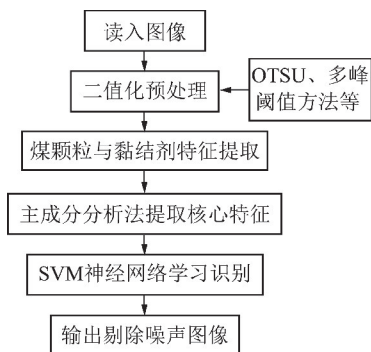 读入图像
二值化预处理
OTSU、多峰
阈值方法等
煤颗粒与黏结剂特征提取
主成分分析法提取核心特征
SVM神经网络学习识别
输出剔除噪声图像